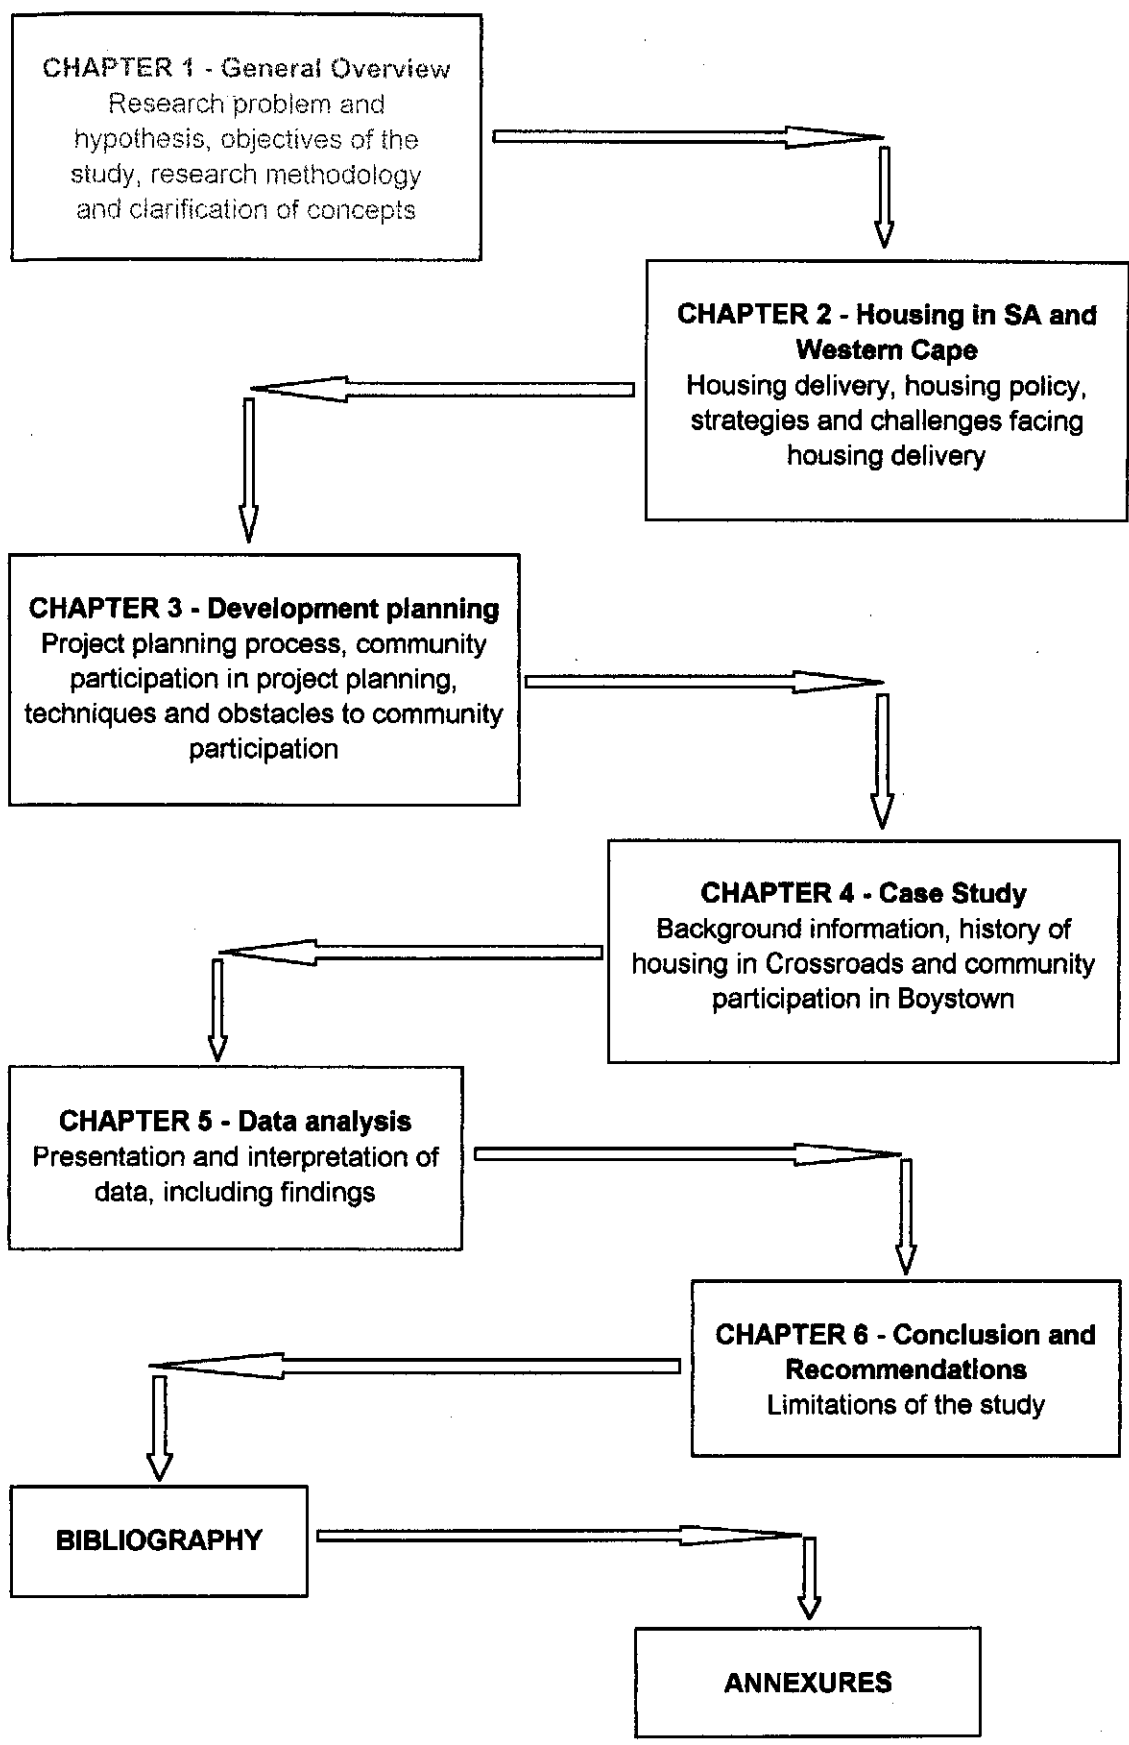 CHAPTER 1 - General Overview
Research problem and
hypothesis, objectives of the
study, research methodology
and clarification of concepts
CHAPTER 2 - Housing in SA and
Western Cape
Housing delivery, housing policy,
strategies and challenges facing
housing delivery
CHAPTER 3 - Development planning
Project planning process, community
participation in project planning,
techniques and obstacles to community
participation
CHAPTER 4 - Case Study
Background information, history of
housing in Crossroads and community
participation in Boystown
CHAPTER 5 - Data analysis
Presentation and interpretation of
data, including findings
CHAPTER 6 - Conclusion and
Recommendations
Limitations of the study
BIBLIOGRAPHY
ANNEXURES